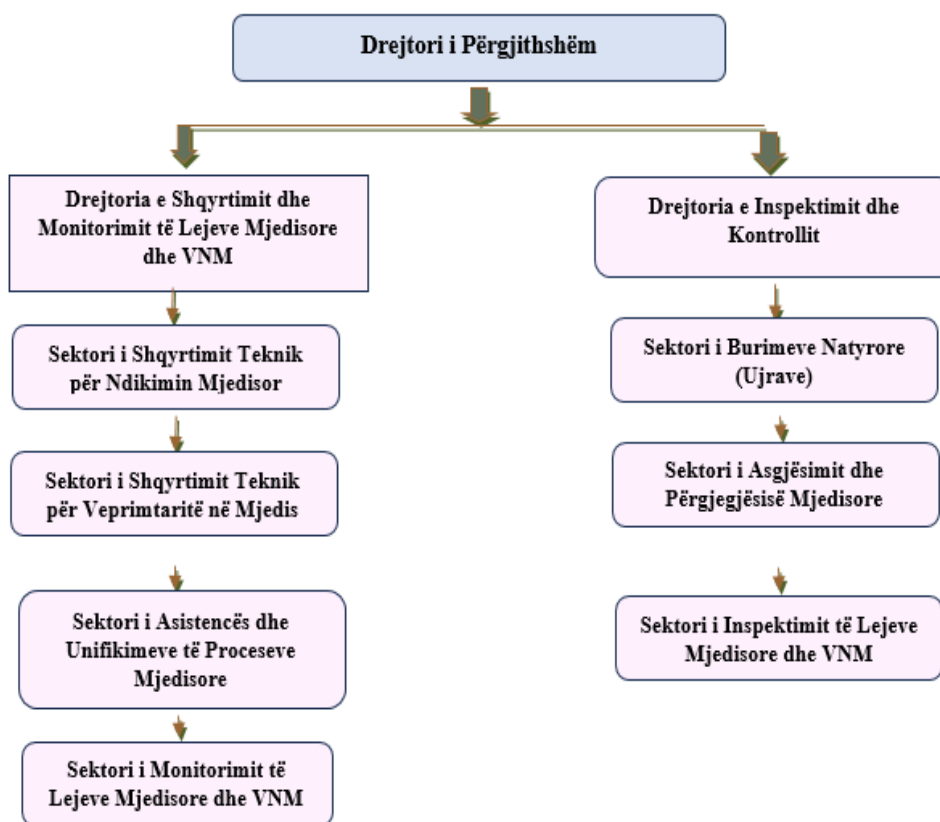 Drejtori i Përgjithshëm
Drejtoria e Shqyrtimit dhe
Monitorimit të Lejeve Mjedisore
dhe VNM
Sektori i Shqyrtimit Teknik
për Ndikimin Mjedisor
Sektori i Shqyrtimit Teknik
për Veprimtaritë në Mjedis
Sektori i Asistencës dhe
Unifikimeve të Proceseve
Mjedisore
Sektori i Monitorimit të
Lejeve Mjedisore dhe VNM
Drejtoria e Inspektimit dhe
Kontrollit
Sektori i Burimeve Natyrore
(Ujrave)
Sektori i Asgjësimit dhe
Përgjegjësisë Mjedisore
Sektori i Inspektimit të Lejeve
Mjedisore dhe VNM